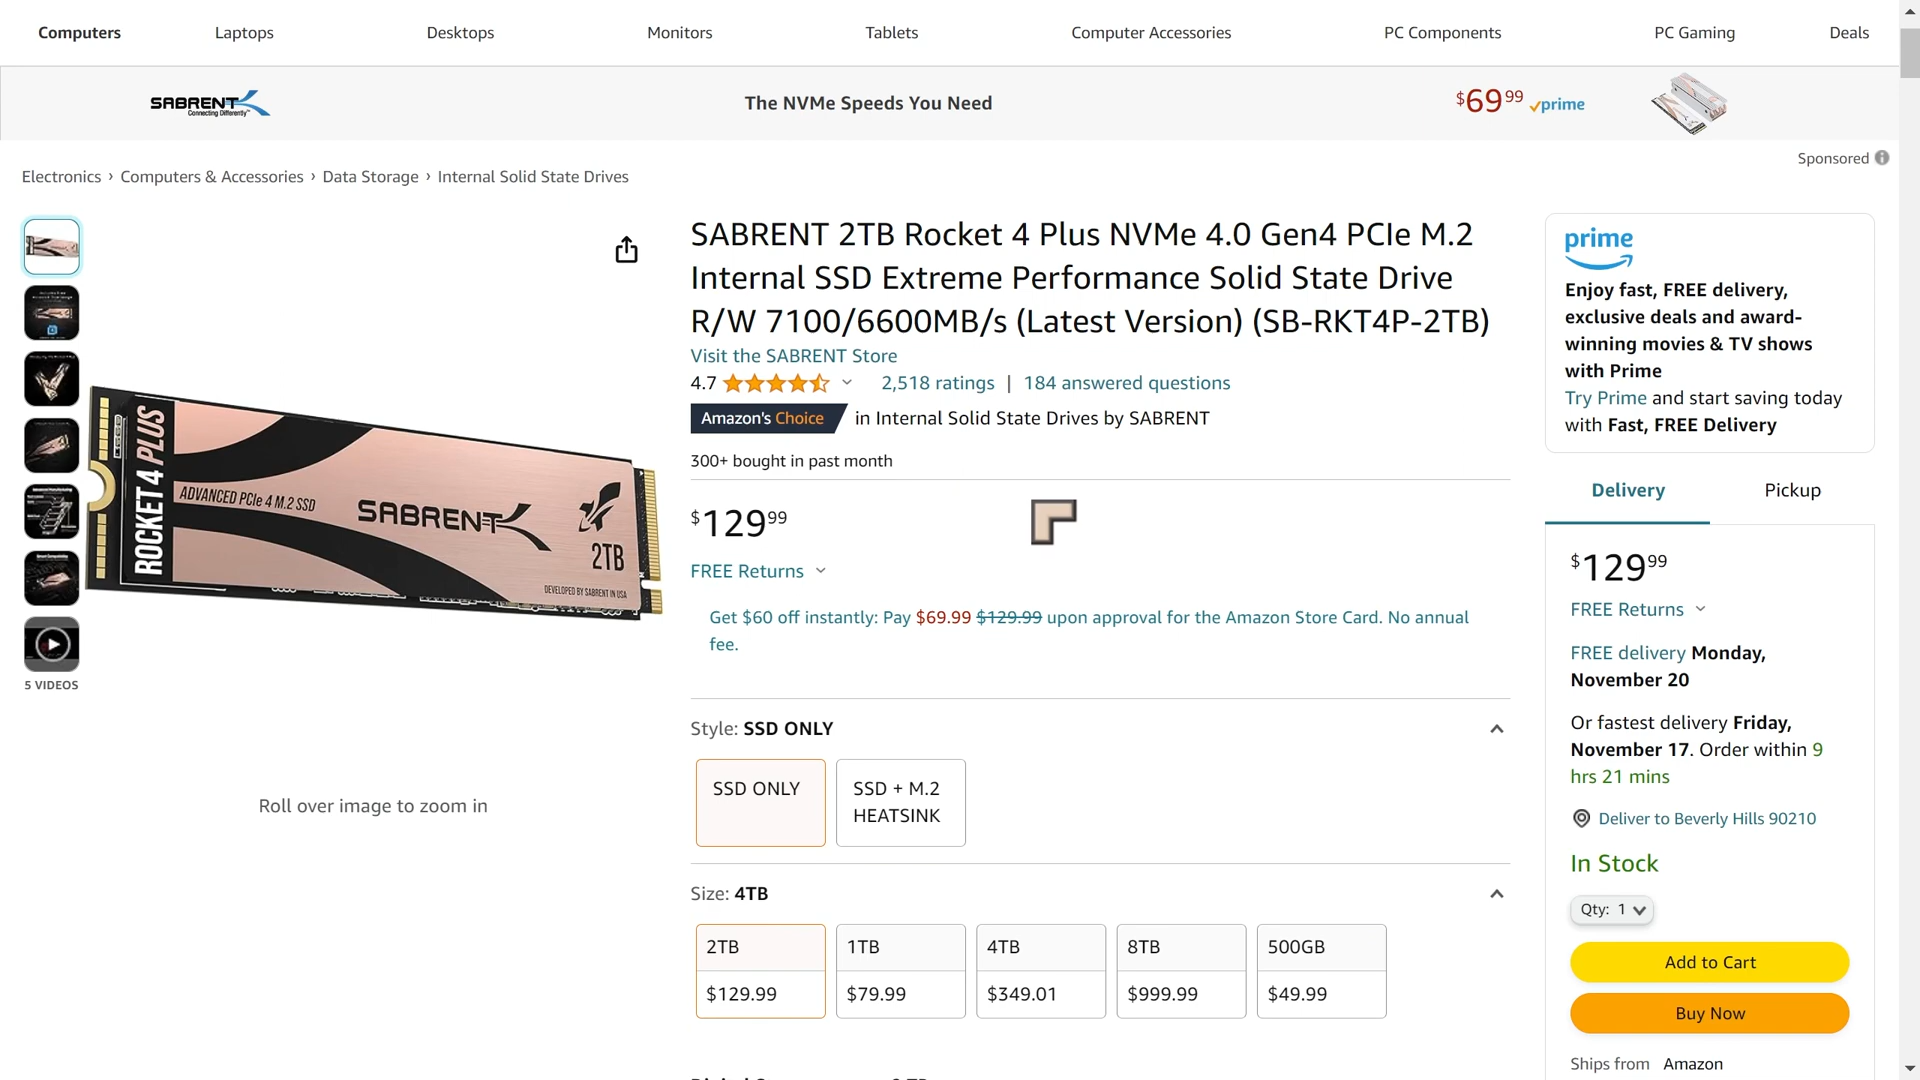 Computers
Laptops
Desktops
Monitors
Tablets
Computer Accessories
PC Components
PC Gaming
Deals
SABRENT
Connecting Differently™
The NVMe Speeds You Need
$69 99 prime
Sponsored
Electronics › Computers & Accessories › Data Storage › Internal Solid State Drives
5 VIDEOS
ROCKET 4 PLUS
ADVANCED PCIe 4 M.2 SSD
SABRENT
2TB
DEVELOPED BY SABRENT IN USA
Roll over image to zoom in
SABRENT 2TB Rocket 4 Plus NVMe 4.0 Gen4 PCIe M.2
Internal SSD Extreme Performance Solid State Drive
R/W 7100/6600MB/s (Latest Version) (SB-RKT4P-2TB)
Visit the SABRENT Store
4.7
2,518 ratings | 184 answered questions
Amazon's Choice in Internal Solid State Drives by SABRENT
300+ bought in past month
$129 99
FREE Returns
Get $60 off instantly: Pay $69.99 $129.99 upon approval for the Amazon Store Card. No annual
fee.
Style: SSD ONLY
SSD ONLY
SSD + M.2
HEATSINK
Size: 4TB
2TB
$129.99
1TB
$79.99
4TB
$349.01
8TB
$999.99
500GB
$49.99
prime
Enjoy fast, FREE delivery,
exclusive deals and award-
winning movies & TV shows
with Prime
Try Prime and start saving today
with Fast, FREE Delivery
Delivery
Pickup
$129 99
FREE Returns
FREE delivery Monday,
November 20
Or fastest delivery Friday,
November 17. Order within 9
hrs 21 mins
Deliver to Beverly Hills 90210
In Stock
Qty: 1
Add to Cart
Buy Now
Ships from Amazon